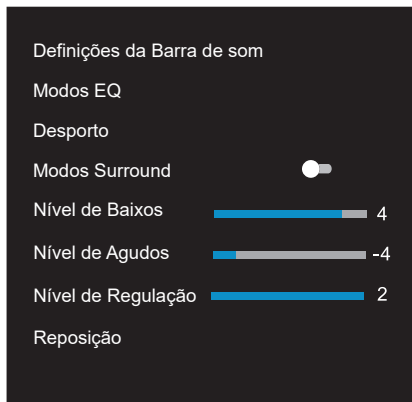 Definições da Barra de som
Modos EQ
Desporto
Modos Surround
Nível de Baixos 4
Nível de Agudos -4
Nível de Regulação 2
Reposição